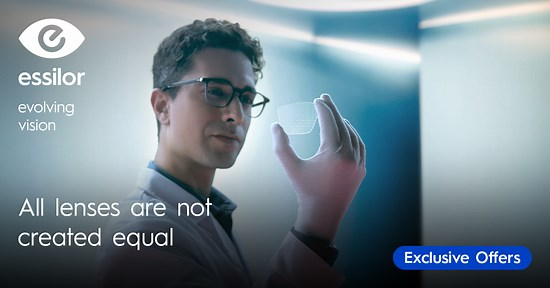 essilor
evolving
vision
All lenses are not
created equal
Exclusive Offers